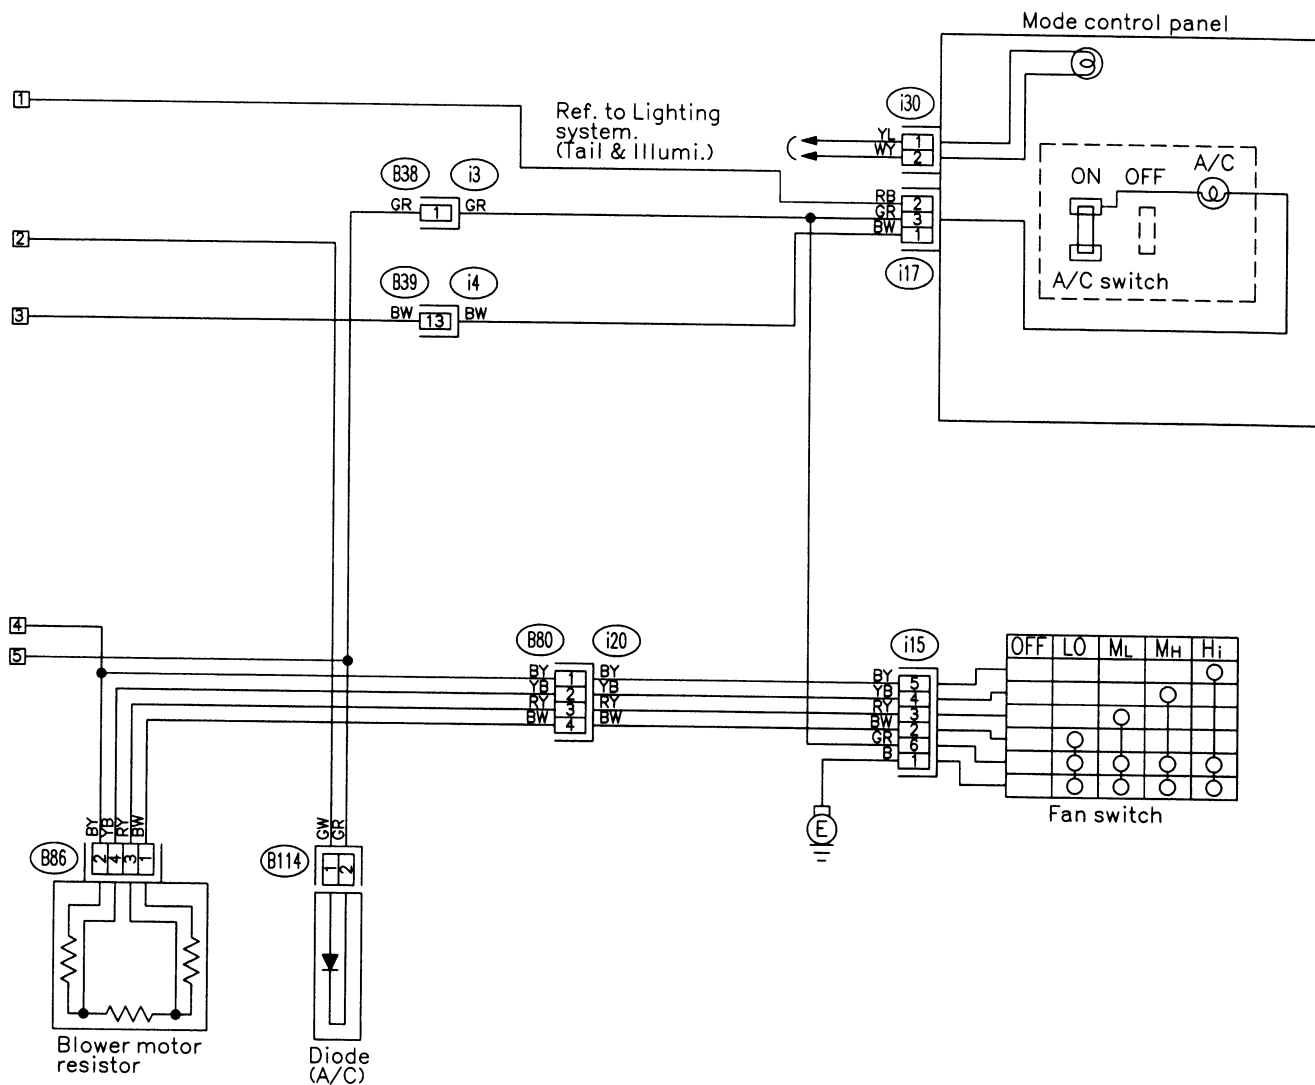 Mode control panel
1
Ref. to Lighting
system.
(Tail & Illumi.)
i30
YL 1
WY 2
A/C
ON OFF
B38 i3
GR 1 GR
RB 2
GR 3
BW 1
2
i17
A/C switch
B39 i4
3
BW 13 BW
4
5
B80 i20
i15
OFF LO ML MH Hi
BY 1 BY
YB 2 YB
RY 3 RY
BW 4 BW
BY 5
YB 4
RY 3
BW 2
GR 6
B 1
Fan switch
E
BY YB RY BW
B86
2 4 3 1
GW GR
B114
1 2
Blower motor
resistor
Diode
(A/C)